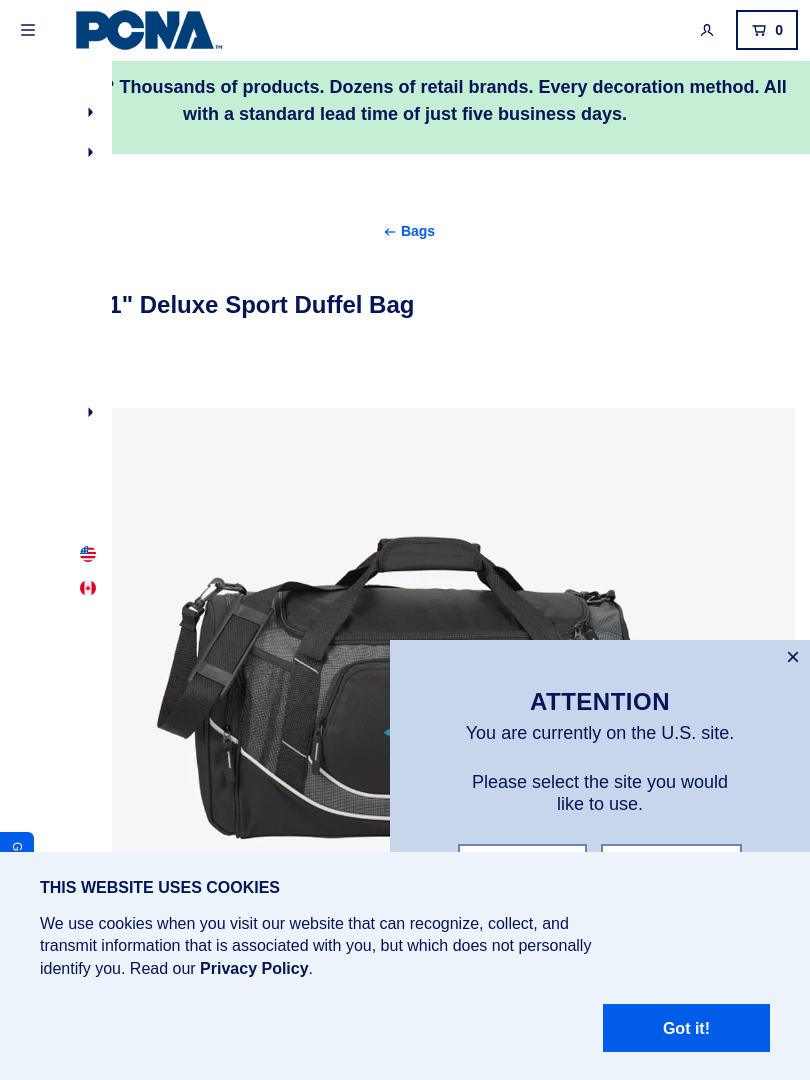 PCNA™
0
Thousands of products. Dozens of retail brands. Every decoration method. All
with a standard lead time of just five business days.
← Bags
1" Deluxe Sport Duffel Bag
ATTENTION
You are currently on the U.S. site.
Please select the site you would
like to use.
G
THIS WEBSITE USES COOKIES
We use cookies when you visit our website that can recognize, collect, and
transmit information that is associated with you, but which does not personally
identify you. Read our Privacy Policy.
Got it!